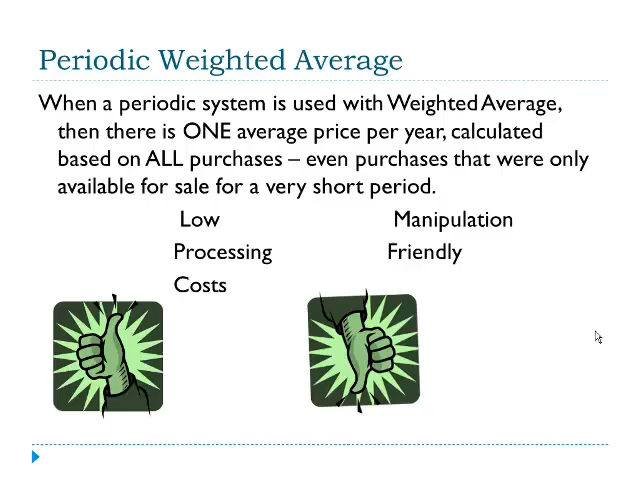 Periodic Weighted Average
When a periodic system is used with Weighted Average,
then there is ONE average price per year, calculated
based on ALL purchases – even purchases that were only
available for sale for a very short period.
Low Manipulation
Processing Friendly
Costs